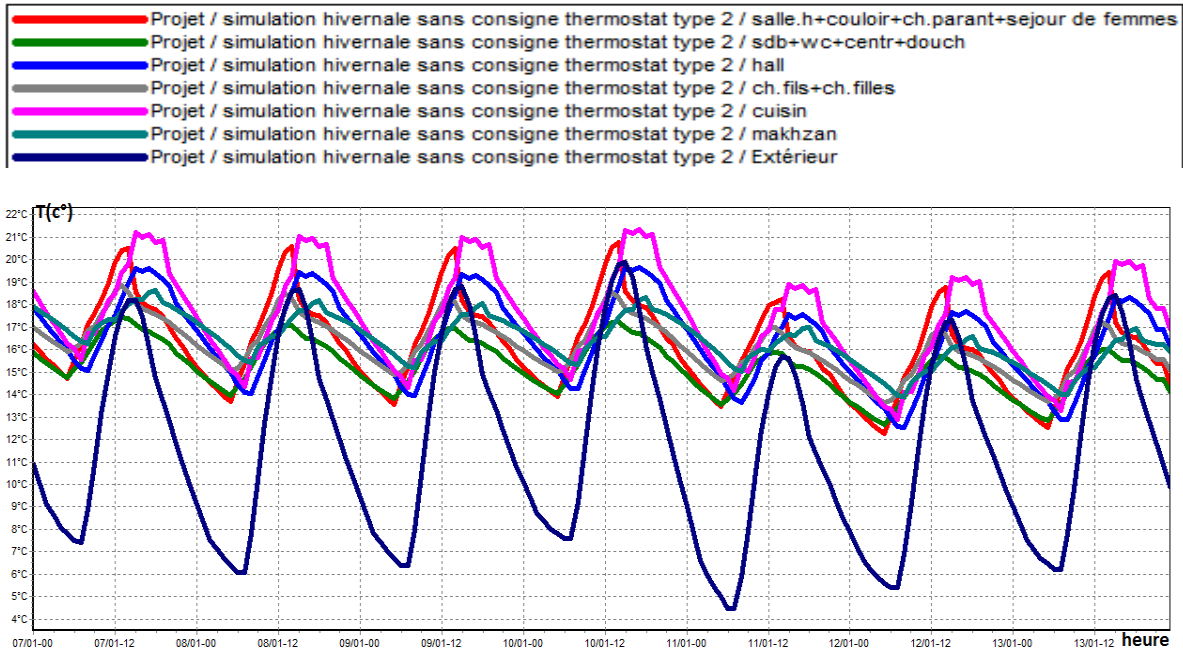 Projet / simulation hivernale sans consigne thermostat type 2 / salle.h+couloir+ch.parant+sejour de femmes
Projet / simulation hivernale sans consigne thermostat type 2 / sdb+wc+centr+douch
Projet / simulation hivernale sans consigne thermostat type 2 / hall
Projet / simulation hivernale sans consigne thermostat type 2 / ch.fils+ch.filles
Projet / simulation hivernale sans consigne thermostat type 2 / cuisin
Projet / simulation hivernale sans consigne thermostat type 2 / makhzan
Projet / simulation hivernale sans consigne thermostat type 2 / Extérieur
T(c°)
22°C
21°C
20°C
19°C
18°C
17°C
16°C
15°C
14°C
13°C
12°C
11°C
10°C
9°C
8°C
7°C
6°C
5°C
4°C
07/01-00 07/01-12 08/01-00 08/01-12 09/01-00 09/01-12 10/01-00 10/01-12 11/01-00 11/01-12 12/01-00 12/01-12 13/01-00 13/01-12 heure